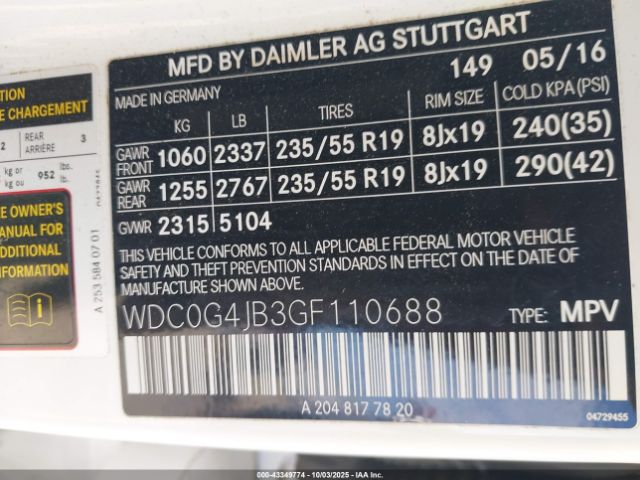 MFD BY DAIMLER AG STUTTGART
149 05/16
MADE IN GERMANY
KG LB TIRES RIM SIZE COLD KPA (PSI)
GAWR FRONT 1060 2337 235/55 R19 8Jx19 240(35)
GAWR REAR 1255 2767 235/55 R19 8Jx19 290(42)
GVWR 2315 5104
THIS VEHICLE CONFORMS TO ALL APPLICABLE FEDERAL MOTOR VEHICLE
SAFETY AND THEFT PREVENTION STANDARDS IN EFFECT ON THE DATE OF
MANUFACTURE SHOWN ABOVE.
WDC0G4JB3GF110688 TYPE: MPV
A 204 817 78 20
04729455
CHARGEMENT
2 REAR ARRIÈRE 3
kg or kg ou 952 lbs. lb.
OWNER'S
MANUAL FOR
INFORMATION
A 253 584 07 01
000-43349774 - 10/03/2025 - IAAI Inc.